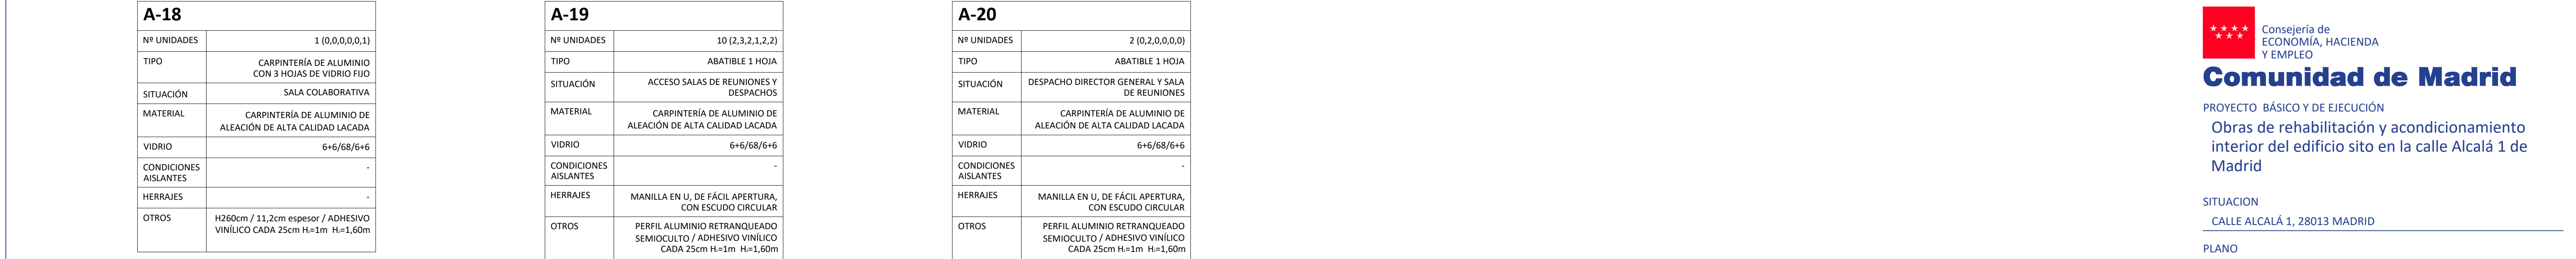 A-18
Nº UNIDADES 1 (0,0,0,0,0,1)
TIPO CARPINTERÍA DE ALUMINIO
CON 3 HOJAS DE VIDRIO FIJO
SITUACIÓN SALA COLABORATIVA
MATERIAL CARPINTERÍA DE ALUMINIO DE
ALEACIÓN DE ALTA CALIDAD LACADA
VIDRIO 6+6/68/6+6
CONDICIONES -
AISLANTES
HERRAJES -
OTROS H260cm / 11,2cm espesor / ADHESIVO
VINÍLICO CADA 25cm H₁=1m H₂=1,60m
A-19
Nº UNIDADES 10 (2,3,2,1,2,2)
TIPO ABATIBLE 1 HOJA
SITUACIÓN ACCESO SALAS DE REUNIONES Y
DESPACHOS
MATERIAL CARPINTERÍA DE ALUMINIO DE
ALEACIÓN DE ALTA CALIDAD LACADA
VIDRIO 6+6/68/6+6
CONDICIONES -
AISLANTES
HERRAJES MANILLA EN U, DE FÁCIL APERTURA,
CON ESCUDO CIRCULAR
OTROS PERFIL ALUMINIO RETRANQUEADO
SEMIOCULTO / ADHESIVO VINÍLICO
CADA 25cm H₁=1m H₂=1,60m
A-20
Nº UNIDADES 2 (0,2,0,0,0,0)
TIPO ABATIBLE 1 HOJA
SITUACIÓN DESPACHO DIRECTOR GENERAL Y SALA
DE REUNIONES
MATERIAL CARPINTERÍA DE ALUMINIO DE
ALEACIÓN DE ALTA CALIDAD LACADA
VIDRIO 6+6/68/6+6
CONDICIONES -
AISLANTES
HERRAJES MANILLA EN U, DE FÁCIL APERTURA,
CON ESCUDO CIRCULAR
OTROS PERFIL ALUMINIO RETRANQUEADO
SEMIOCULTO / ADHESIVO VINÍLICO
CADA 25cm H₁=1m H₂=1,60m
Consejería de
ECONOMÍA, HACIENDA
Y EMPLEO
Comunidad de Madrid
PROYECTO BÁSICO Y DE EJECUCIÓN
Obras de rehabilitación y acondicionamiento
interior del edificio sito en la calle Alcalá 1 de
Madrid
SITUACION
CALLE ALCALÁ 1, 28013 MADRID
PLANO